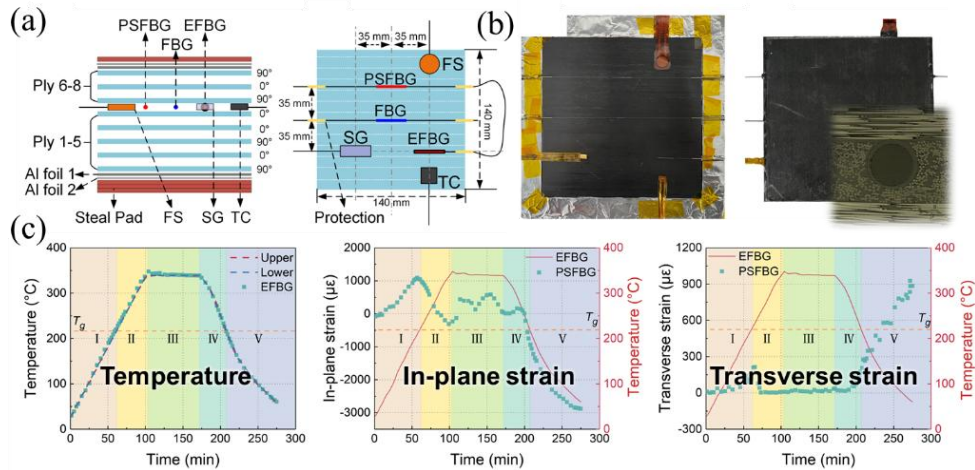 (a)
PSFBG
EFBG
FBG
Ply 6-8
90°
0°
90°
0°
90°
0°
90°
Ply 1-5
Al foil 1
Al foil 2
Steal Pad
FS
SG
TC
35 mm
35 mm
FS
PSFBG
35 mm
FBG
35 mm
SG
EFBG
TC
140 mm
140 mm
Protection
(b)
(c)
400
300
200
100
0
Temperature (°C)
Upper
Lower
EFBG
Tg
I
II
III
IV
V
Temperature
0
50
100
150
200
250
300
Time (min)
2000
1000
0
-1000
-2000
-3000
In-plane strain (με)
EFBG
PSFBG
Tg
I
II
III
IV
V
In-plane strain
400
300
200
100
0
Temperature (°C)
0
50
100
150
200
250
300
Time (min)
1200
900
600
300
0
-300
Transverse strain (με)
EFBG
PSFBG
Tg
I
II
III
IV
V
Transverse strain
400
300
200
100
0
Temperature (°C)
0
50
100
150
200
250
300
Time (min)